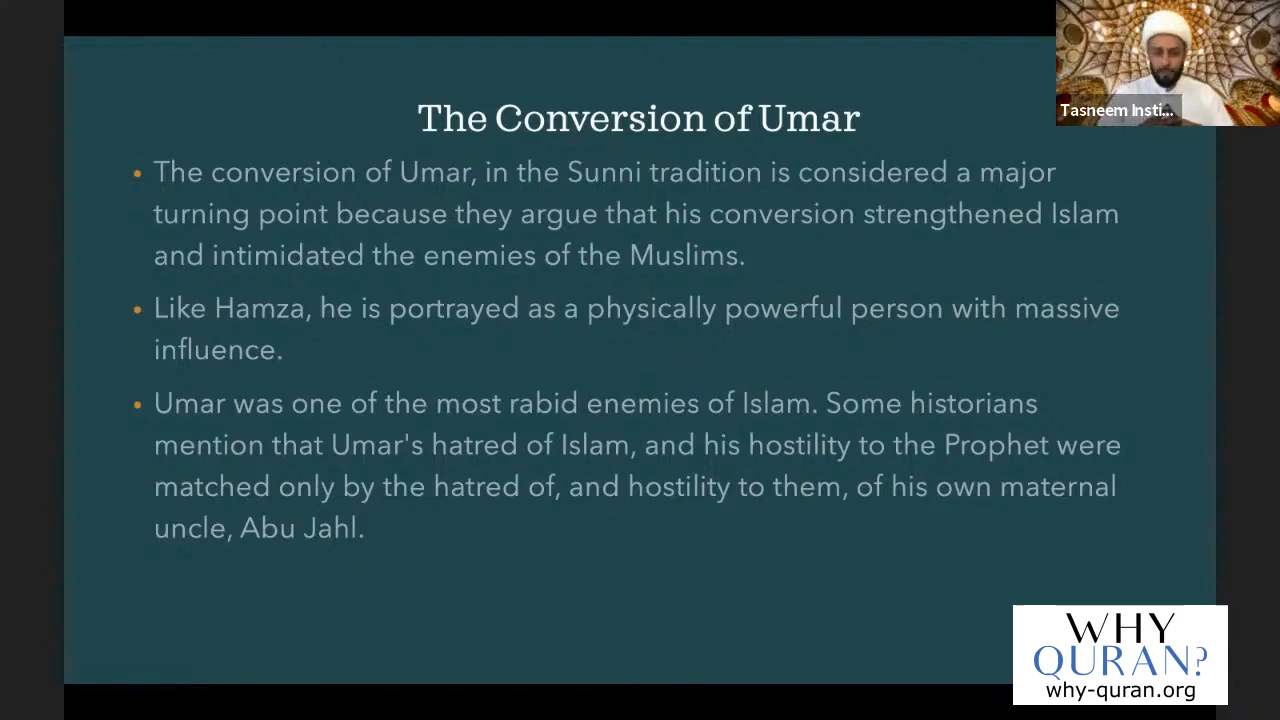 Tasneem Insti...
The Conversion of Umar
• The conversion of Umar, in the Sunni tradition is considered a major
turning point because they argue that his conversion strengthened Islam
and intimidated the enemies of the Muslims.
• Like Hamza, he is portrayed as a physically powerful person with massive
influence.
• Umar was one of the most rabid enemies of Islam. Some historians
mention that Umar's hatred of Islam, and his hostility to the Prophet were
matched only by the hatred of, and hostility to them, of his own maternal
uncle, Abu Jahl.
WHY
QURAN?
why-quran.org